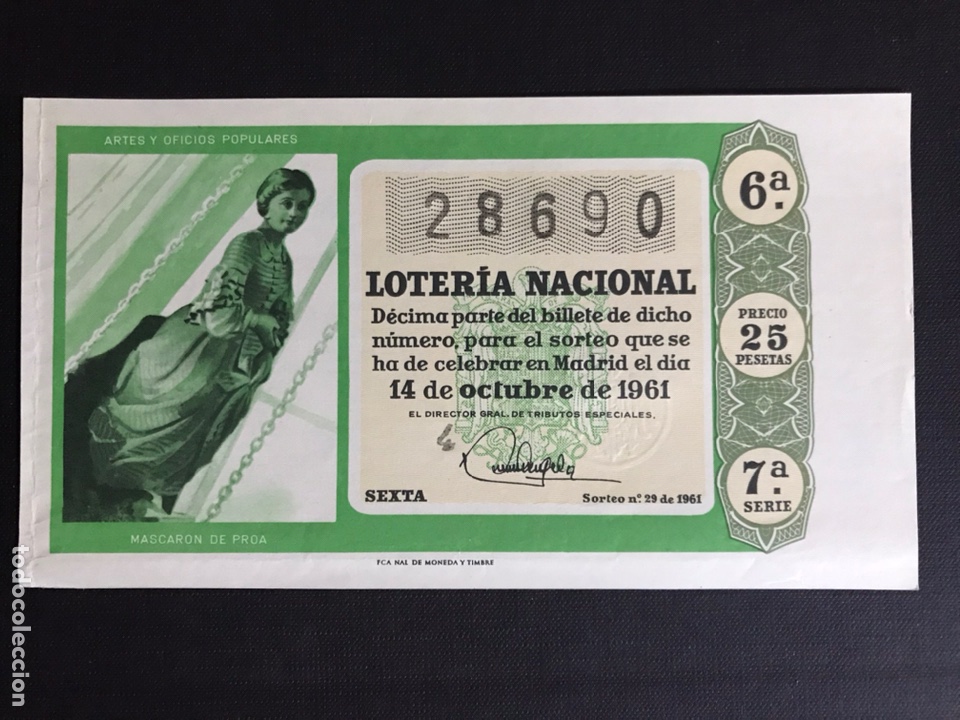 ARTES Y OFICIOS POPULARES
MASCARON DE PROA
28690
LOTERÍA NACIONAL
Décima parte del billete de dicho
número, para el sorteo que se
ha de celebrar en Madrid el día
14 de octubre de 1961
EL DIRECTOR GRAL. DE TRIBUTOS ESPECIALES,
SEXTA
Sorteo nº 29 de 1961
6ª
PRECIO
25
PESETAS
7ª
SERIE
FCA NAL DE MONEDA Y TIMBRE
todocoleccion